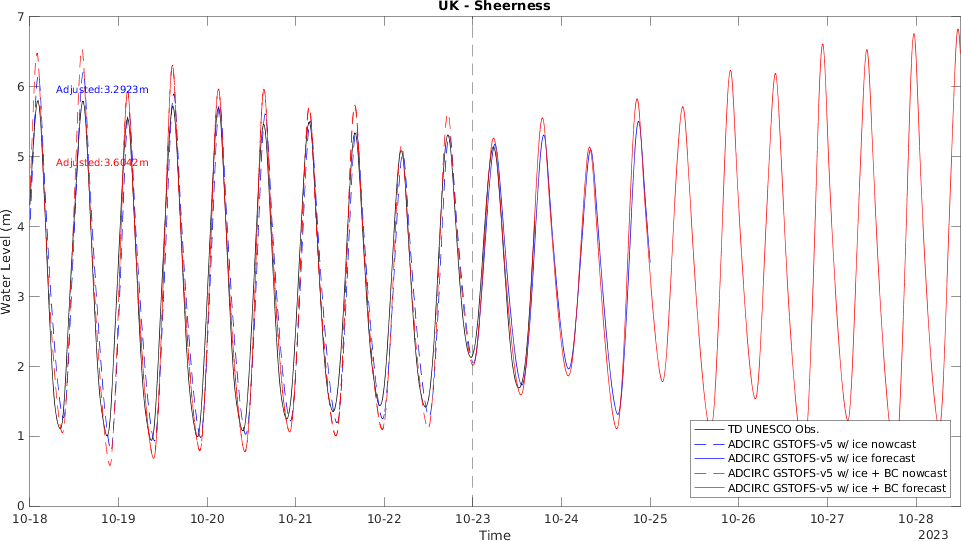 UK - Sheerness
7
6
5
4
3
2
1
0
Water Level (m)
Adjusted:3.2923m
Adjusted:3.6042m
TD UNESCO Obs.
ADCIRC GSTOFS-v5 w/ ice nowcast
ADCIRC GSTOFS-v5 w/ ice forecast
ADCIRC GSTOFS-v5 w/ ice + BC nowcast
ADCIRC GSTOFS-v5 w/ ice + BC forecast
10-18 10-19 10-20 10-21 10-22 10-23 10-24 10-25 10-26 10-27 10-28
Time
2023